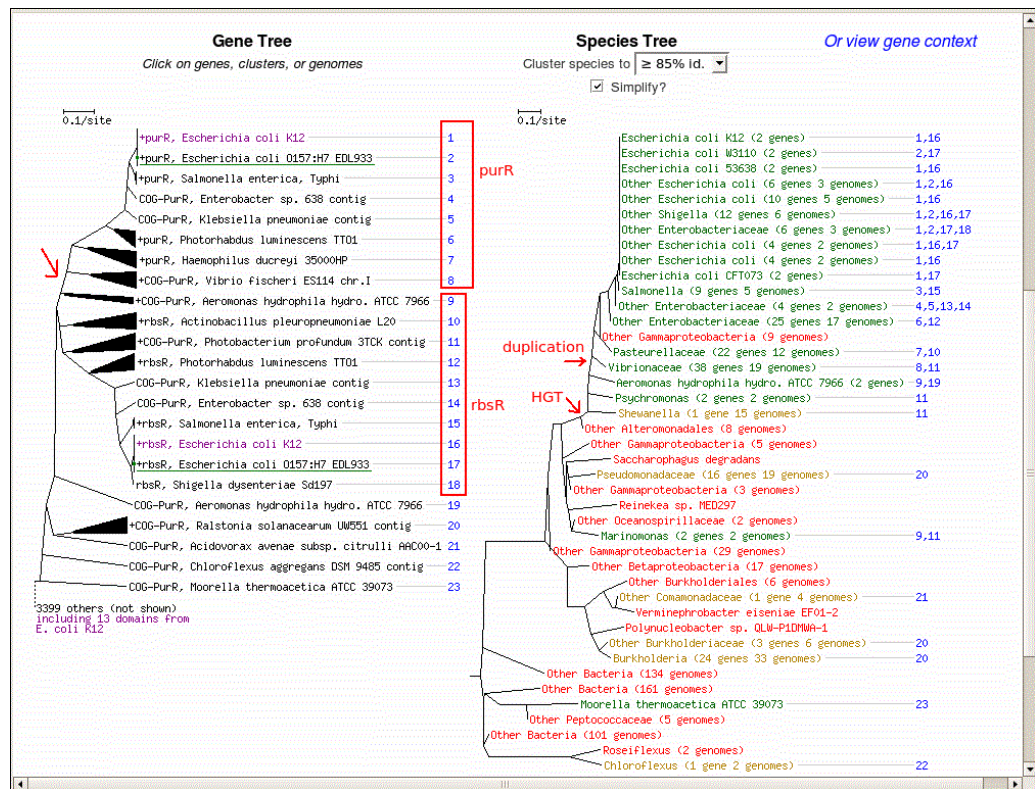 Gene Tree
Click on genes, clusters, or genomes
Species Tree
Cluster species to ≥ 85% id.
Simplify?
Or view gene context
0.1/site
+purR, Escherichia coli K12 1
+purR, Escherichia coli O157:H7 EDL933 2
+purR, Salmonella enterica, Typhi 3
COG-PurR, Enterobacter sp. 638 contig 4
COG-PurR, Klebsiella pneumoniae contig 5
+purR, Photorhabdus luminescens TTO1 6
+purR, Haemophilus ducreyi 35000HP 7
+COG-PurR, Vibrio fischeri ES114 chr.I 8
+COG-PurR, Aeromonas hydrophila hydro. ATCC 7966 9
+rbsR, Actinobacillus pleuropneumoniae L20 10
+COG-PurR, Photobacterium profundum 3TCK contig 11
+rbsR, Photorhabdus luminescens TTO1 12
COG-PurR, Klebsiella pneumoniae contig 13
COG-PurR, Enterobacter sp. 638 contig 14
+rbsR, Salmonella enterica, Typhi 15
+rbsR, Escherichia coli K12 16
+rbsR, Escherichia coli O157:H7 EDL933 17
rbsR, Shigella dysenteriae Sd197 18
COG-PurR, Aeromonas hydrophila hydro. ATCC 7966 19
+COG-PurR, Ralstonia solanacearum UW551 contig 20
COG-PurR, Acidovorax avenae subsp. citrulli AAC00-1 21
COG-PurR, Chloroflexus aggregans DSM 9485 contig 22
COG-PurR, Moorella thermoacetica ATCC 39073 23
3399 others (not shown)
including 13 domains from
E. coli K12
purR
rbsR
0.1/site
Escherichia coli K12 (2 genes) 1,16
Escherichia coli W3110 (2 genes) 2,17
Escherichia coli 53638 (2 genes) 1,16
Other Escherichia coli (6 genes 3 genomes) 1,2,16
Other Escherichia coli (10 genes 5 genomes) 1,16
Other Shigella (12 genes 6 genomes) 1,2,16,17
Other Enterobacteriaceae (6 genes 3 genomes) 1,2,17,18
Other Escherichia coli (4 genes 2 genomes) 1,16,17
Other Escherichia coli (4 genes 2 genomes) 1,16
Escherichia coli CFT073 (2 genes) 1,17
Salmonella (9 genes 5 genomes) 3,15
Other Enterobacteriaceae (4 genes 2 genomes) 4,5,13,14
Other Enterobacteriaceae (25 genes 17 genomes) 6,12
Other Gammaproteobacteria (9 genomes)
duplication
Pasteurellaceae (22 genes 12 genomes) 7,10
Vibrionaceae (38 genes 19 genomes) 8,11
Aeromonas hydrophila hydro. ATCC 7966 (2 genes) 9,19
HGT
Psychromonas (2 genes 2 genomes) 11
Shewanella (1 gene 15 genomes) 11
Other Alteromonadales (8 genomes)
Other Gammaproteobacteria (5 genomes)
Saccharophagus degradans
Pseudomonadaceae (16 genes 19 genomes) 20
Other Gammaproteobacteria (3 genomes)
Reinekea sp. MED297
Other Oceanospirillaceae (2 genomes)
Marinomonas (2 genes 2 genomes) 9,11
Other Gammaproteobacteria (29 genomes)
Other Betaproteobacteria (17 genomes)
Other Burkholderiales (6 genomes)
Other Comamonadaceae (1 gene 4 genomes) 21
Verminephrobacter eiseniae EF01-2
Polynucleobacter sp. QLW-P1DMWA-1
Other Burkholderiaceae (3 genes 6 genomes) 20
Burkholderia (24 genes 33 genomes) 20
Other Bacteria (134 genomes)
Other Bacteria (161 genomes)
Moorella thermoacetica ATCC 39073 23
Other Peptococcaceae (5 genomes)
Other Bacteria (101 genomes)
Roseiflexus (2 genomes)
Chloroflexus (1 gene 2 genomes) 22